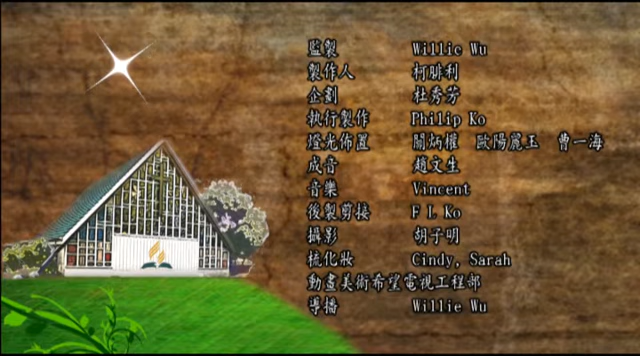 監製 Willie Wu
製作人 柯腓利
企劃 杜秀芳
執行製作 Philip Ko
燈光佈置 關炳權 歐陽麗玉 曹一海
成音 趙文生
音樂 Vincent
後製剪接 F L Ko
攝影 胡子明
梳化妝 Cindy, Sarah
動畫美術希望電視工程部
導播 Willie Wu